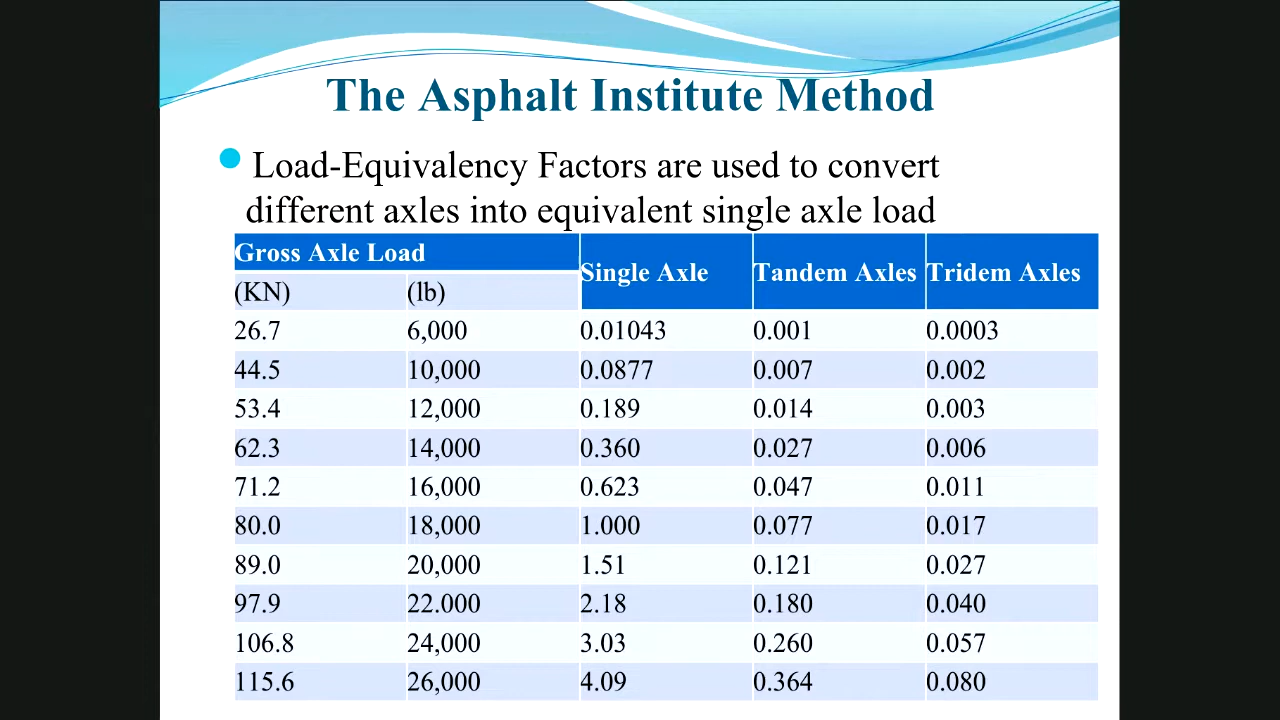 The Asphalt Institute Method
Load-Equivalency Factors are used to convert
different axles into equivalent single axle load
Gross Axle Load Single Axle Tandem Axles Tridem Axles
(KN) (lb)
26.7 6,000 0.01043 0.001 0.0003
44.5 10,000 0.0877 0.007 0.002
53.4 12,000 0.189 0.014 0.003
62.3 14,000 0.360 0.027 0.006
71.2 16,000 0.623 0.047 0.011
80.0 18,000 1.000 0.077 0.017
89.0 20,000 1.51 0.121 0.027
97.9 22.000 2.18 0.180 0.040
106.8 24,000 3.03 0.260 0.057
115.6 26,000 4.09 0.364 0.080